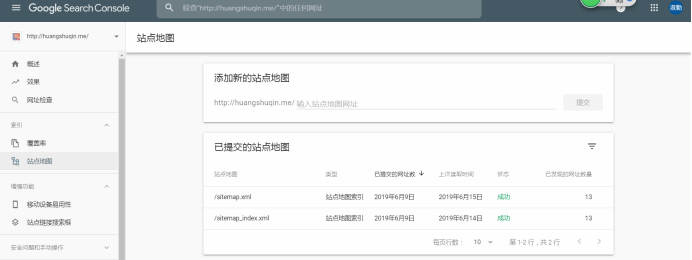 Google Search Console
检查"http://huangshuqin.me/"中的任何网址
http://huangshuqin.me/
站点地图
概述
效果
网址检查
索引
覆盖率
站点地图
增强功能
移动设备易用性
站点链接搜索框
安全问题和手动操作
添加新的站点地图
http://huangshuqin.me/ 输入站点地图网址
提交
已提交的站点地图
站点地图 类型 已提交的网址数 上次读取时间 状态 已发现的网址数量
/sitemap.xml 站点地图索引 2019年6月9日 2019年6月15日 成功 13
/sitemap_index.xml 站点地图索引 2019年6月9日 2019年6月14日 成功 13
每页行数： 10 第 1-2 行，共 2 行